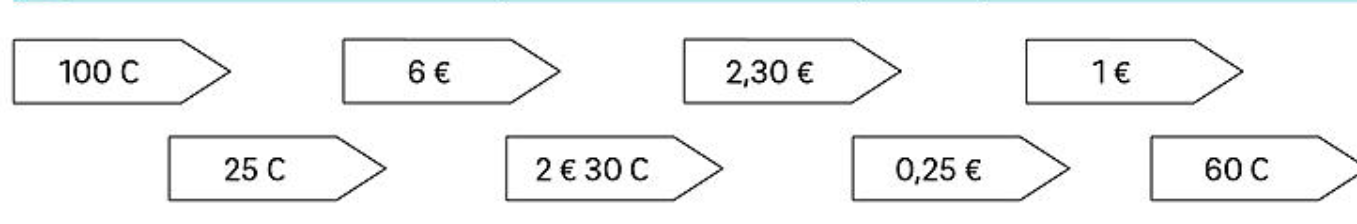 100 C 6 € 2,30 € 1 €
25 C 2 € 30 C 0,25 € 60 C